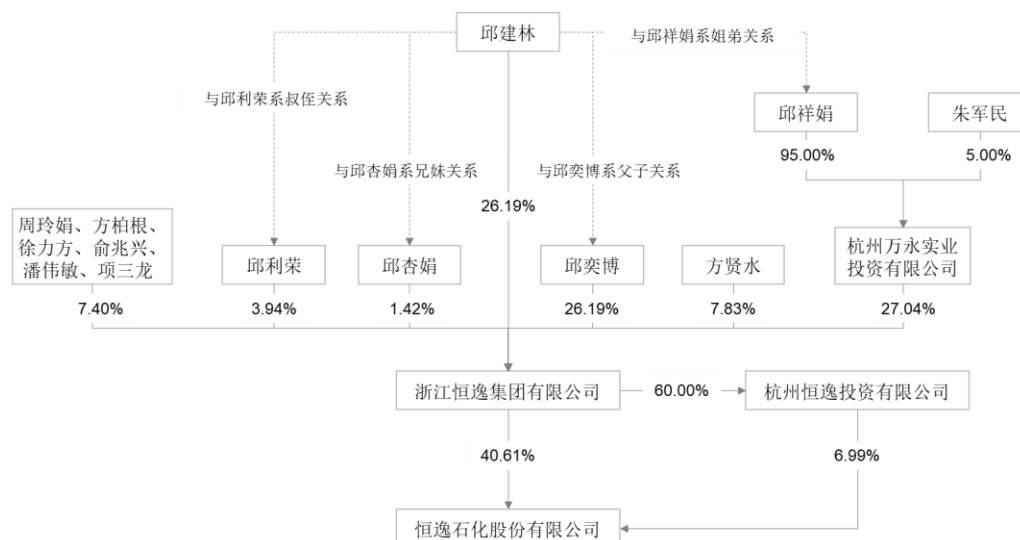 邱建林
与邱祥娟系姐弟关系
与邱利荣系叔侄关系
邱祥娟
朱军民
95.00%
5.00%
与邱杏娟系兄妹关系
与邱奕博系父子关系
26.19%
周玲娟、方柏根、
徐力方、俞兆兴、
潘伟敏、项三龙
邱利荣
邱杏娟
邱奕博
方贤水
杭州万永实业
投资有限公司
7.40%
3.94%
1.42%
26.19%
7.83%
27.04%
浙江恒逸集团有限公司
60.00%
杭州恒逸投资有限公司
40.61%
6.99%
恒逸石化股份有限公司